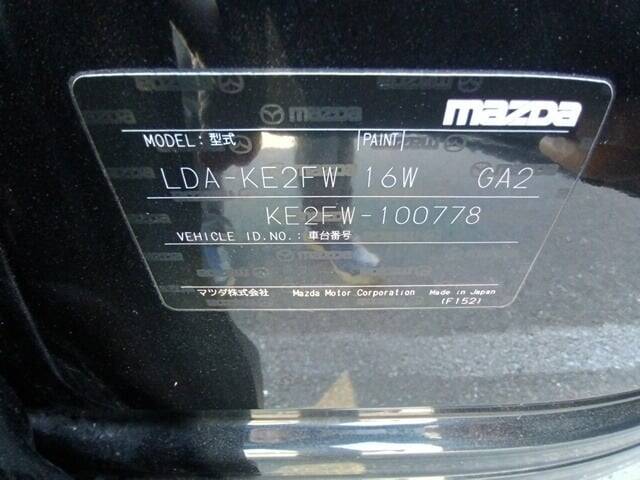 mazda
mazda
MODEL:型式 PAINT
LDA-KE2FW 16W GA2
KE2FW-100778
VEHICLE ID.NO.:車台番号
マツダ株式会社 Mazda Motor Corporation Made in Japan
(F152)